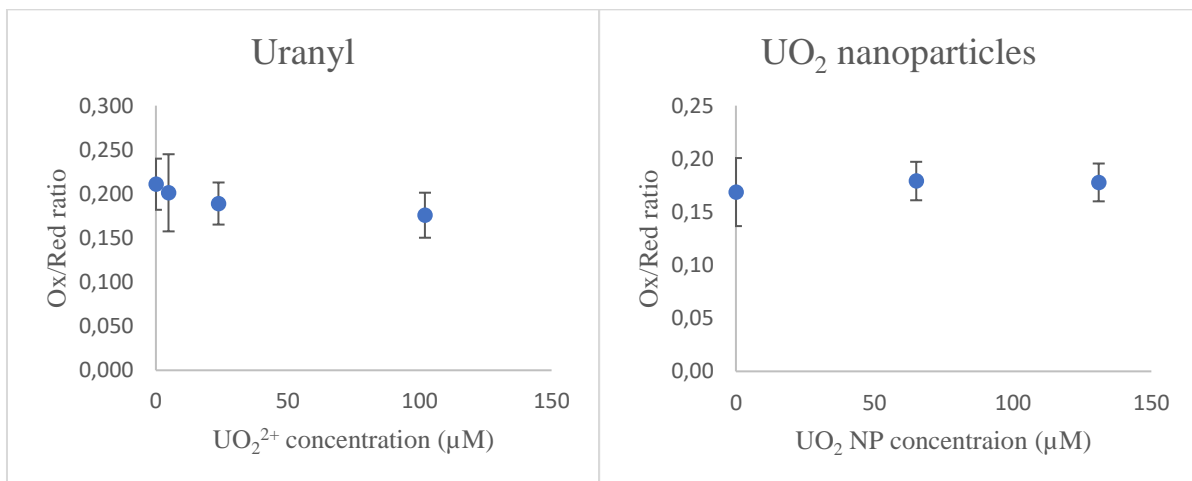 Uranyl
0,300
0,250
0,200
0,150
0,100
0,050
0,000
Ox/Red ratio
0 50 100 150
UO₂²⁺ concentration (µM)
UO₂ nanoparticles
0,25
0,20
0,15
0,10
0,05
0,00
Ox/Red ratio
0 50 100 150
UO₂ NP concentraion (µM)